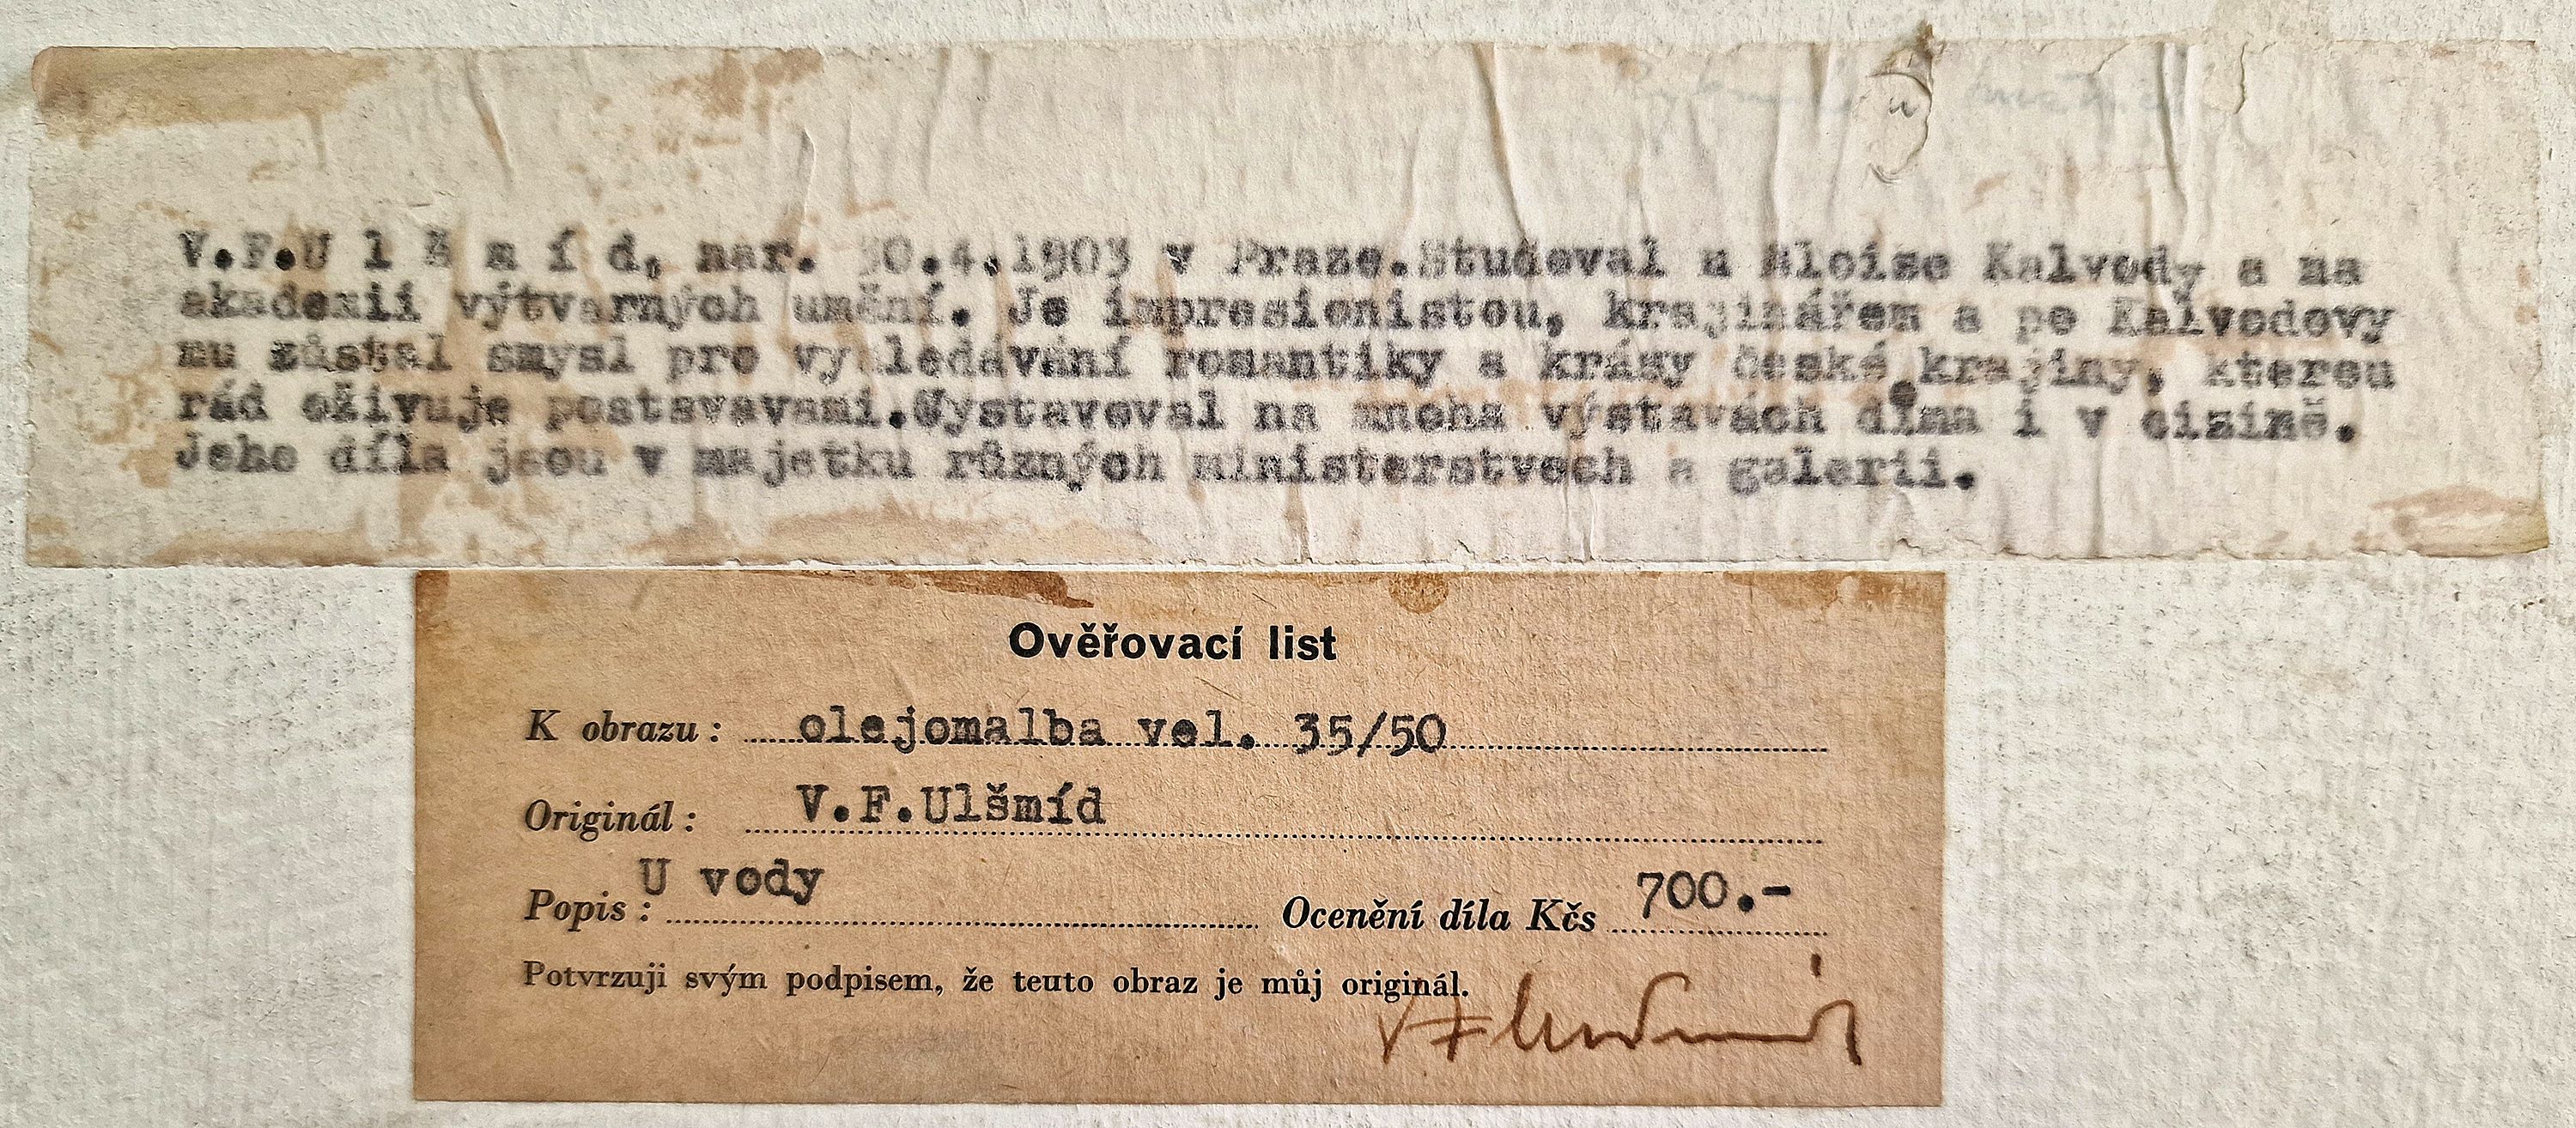 V.F.U l š m í d, nar. 30.4.1903 v Praze.Studoval u Aloise Kalvody a na
akademii výtvarných umění. Je impresionistou, krajinářem a po Kalvodovy
mu zůstal smysl pro vyhledávání romantiky a krásy české krajiny, kterou
rád oživuje postavavami.Vystavoval na mnoha výstavách doma i v cizině.
Jeho díla jsou v majetku různých ministerstvech a galerii.
Ověřovací list
K obrazu : olejomalba vel. 35/50
Originál : V.F.Ulšmíd
Popis : U vody Ocenění díla Kčs 700.-
Potvrzuji svým podpisem, že tento obraz je můj originál.